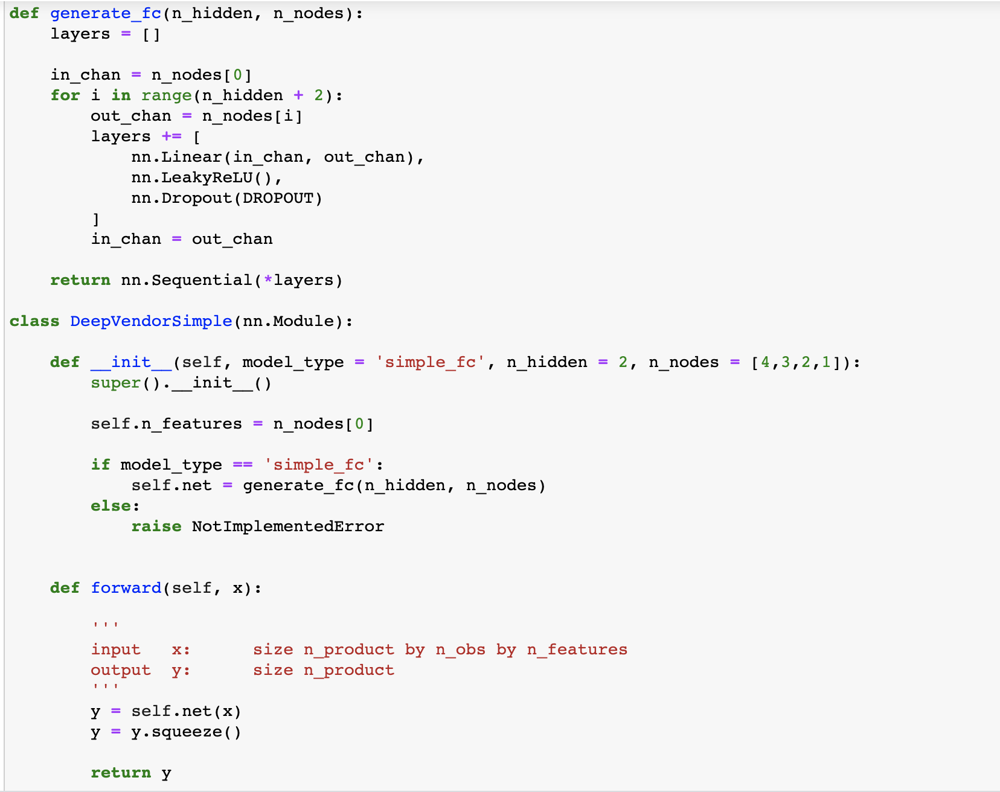 def generate_fc(n_hidden, n_nodes):
    layers = []

    in_chan = n_nodes[0]
    for i in range(n_hidden + 2):
        out_chan = n_nodes[i]
        layers += [
            nn.Linear(in_chan, out_chan),
            nn.LeakyReLU(),
            nn.Dropout(DROPOUT)
        ]
        in_chan = out_chan

    return nn.Sequential(*layers)

class DeepVendorSimple(nn.Module):

    def __init__(self, model_type = 'simple_fc', n_hidden = 2, n_nodes = [4,3,2,1]):
        super().__init__()

        self.n_features = n_nodes[0]

        if model_type == 'simple_fc':
            self.net = generate_fc(n_hidden, n_nodes)
        else:
            raise NotImplementedError


    def forward(self, x):

        '''
        input   x:      size n_product by n_obs by n_features
        output  y:      size n_product
        '''
        y = self.net(x)
        y = y.squeeze()

        return y